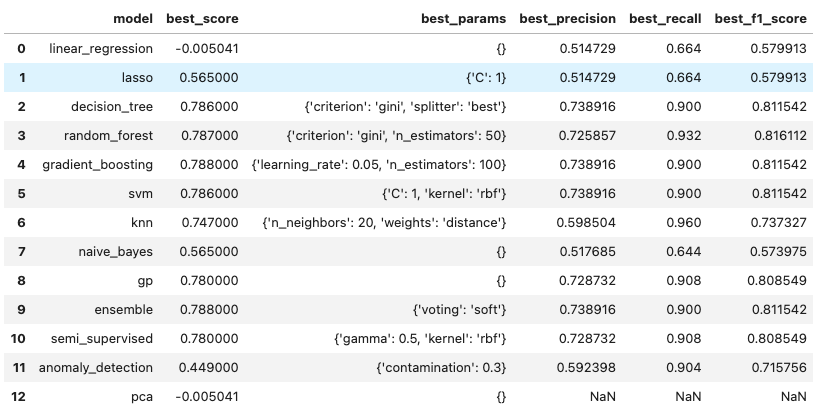 model best_score best_params best_precision best_recall best_f1_score
0 linear_regression -0.005041 {} 0.514729 0.664 0.579913
1 lasso 0.565000 {'C': 1} 0.514729 0.664 0.579913
2 decision_tree 0.786000 {'criterion': 'gini', 'splitter': 'best'} 0.738916 0.900 0.811542
3 random_forest 0.787000 {'criterion': 'gini', 'n_estimators': 50} 0.725857 0.932 0.816112
4 gradient_boosting 0.788000 {'learning_rate': 0.05, 'n_estimators': 100} 0.738916 0.900 0.811542
5 svm 0.786000 {'C': 1, 'kernel': 'rbf'} 0.738916 0.900 0.811542
6 knn 0.747000 {'n_neighbors': 20, 'weights': 'distance'} 0.598504 0.960 0.737327
7 naive_bayes 0.565000 {} 0.517685 0.644 0.573975
8 gp 0.780000 {} 0.728732 0.908 0.808549
9 ensemble 0.788000 {'voting': 'soft'} 0.738916 0.900 0.811542
10 semi_supervised 0.780000 {'gamma': 0.5, 'kernel': 'rbf'} 0.728732 0.908 0.808549
11 anomaly_detection 0.449000 {'contamination': 0.3} 0.592398 0.904 0.715756
12 pca -0.005041 {} NaN NaN NaN